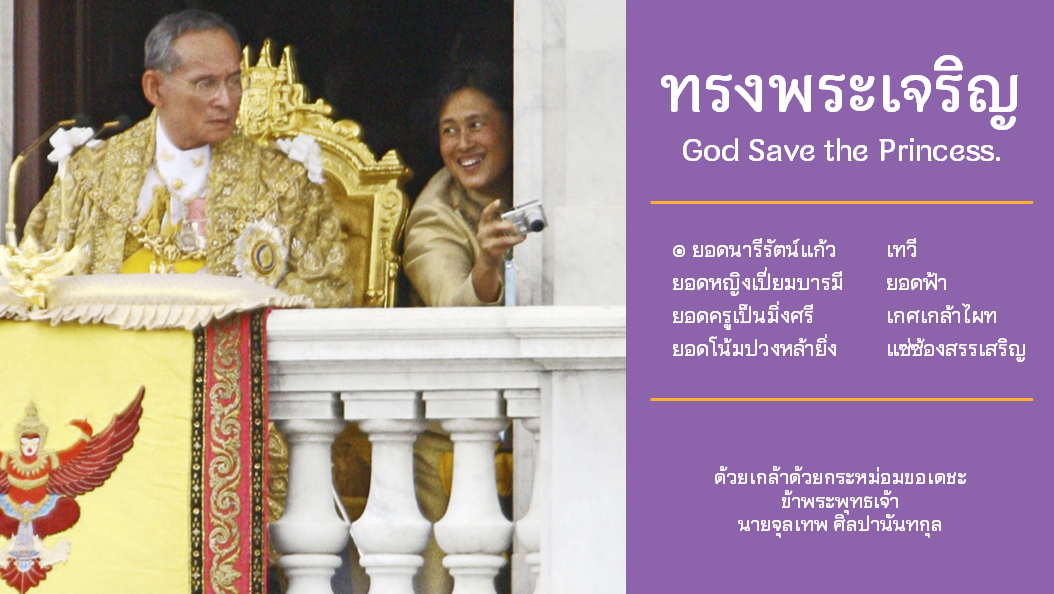 ทรงพระเจริญ
God Save the Princess.
๏ ยอดนารีรัตน์แก้ว เทวี
ยอดหญิงเปี่ยมบารมี ยอดฟ้า
ยอดครูเป็นมิ่งศรี เกศเกล้าไผท
ยอดโน้มปวงหล้ายิ่ง แซ่ซ้องสรรเสริญ
ด้วยเกล้าด้วยกระหม่อมขอเดชะ
ข้าพระพุทธเจ้า
นายจุลเทพ ศิลปานันทกุล